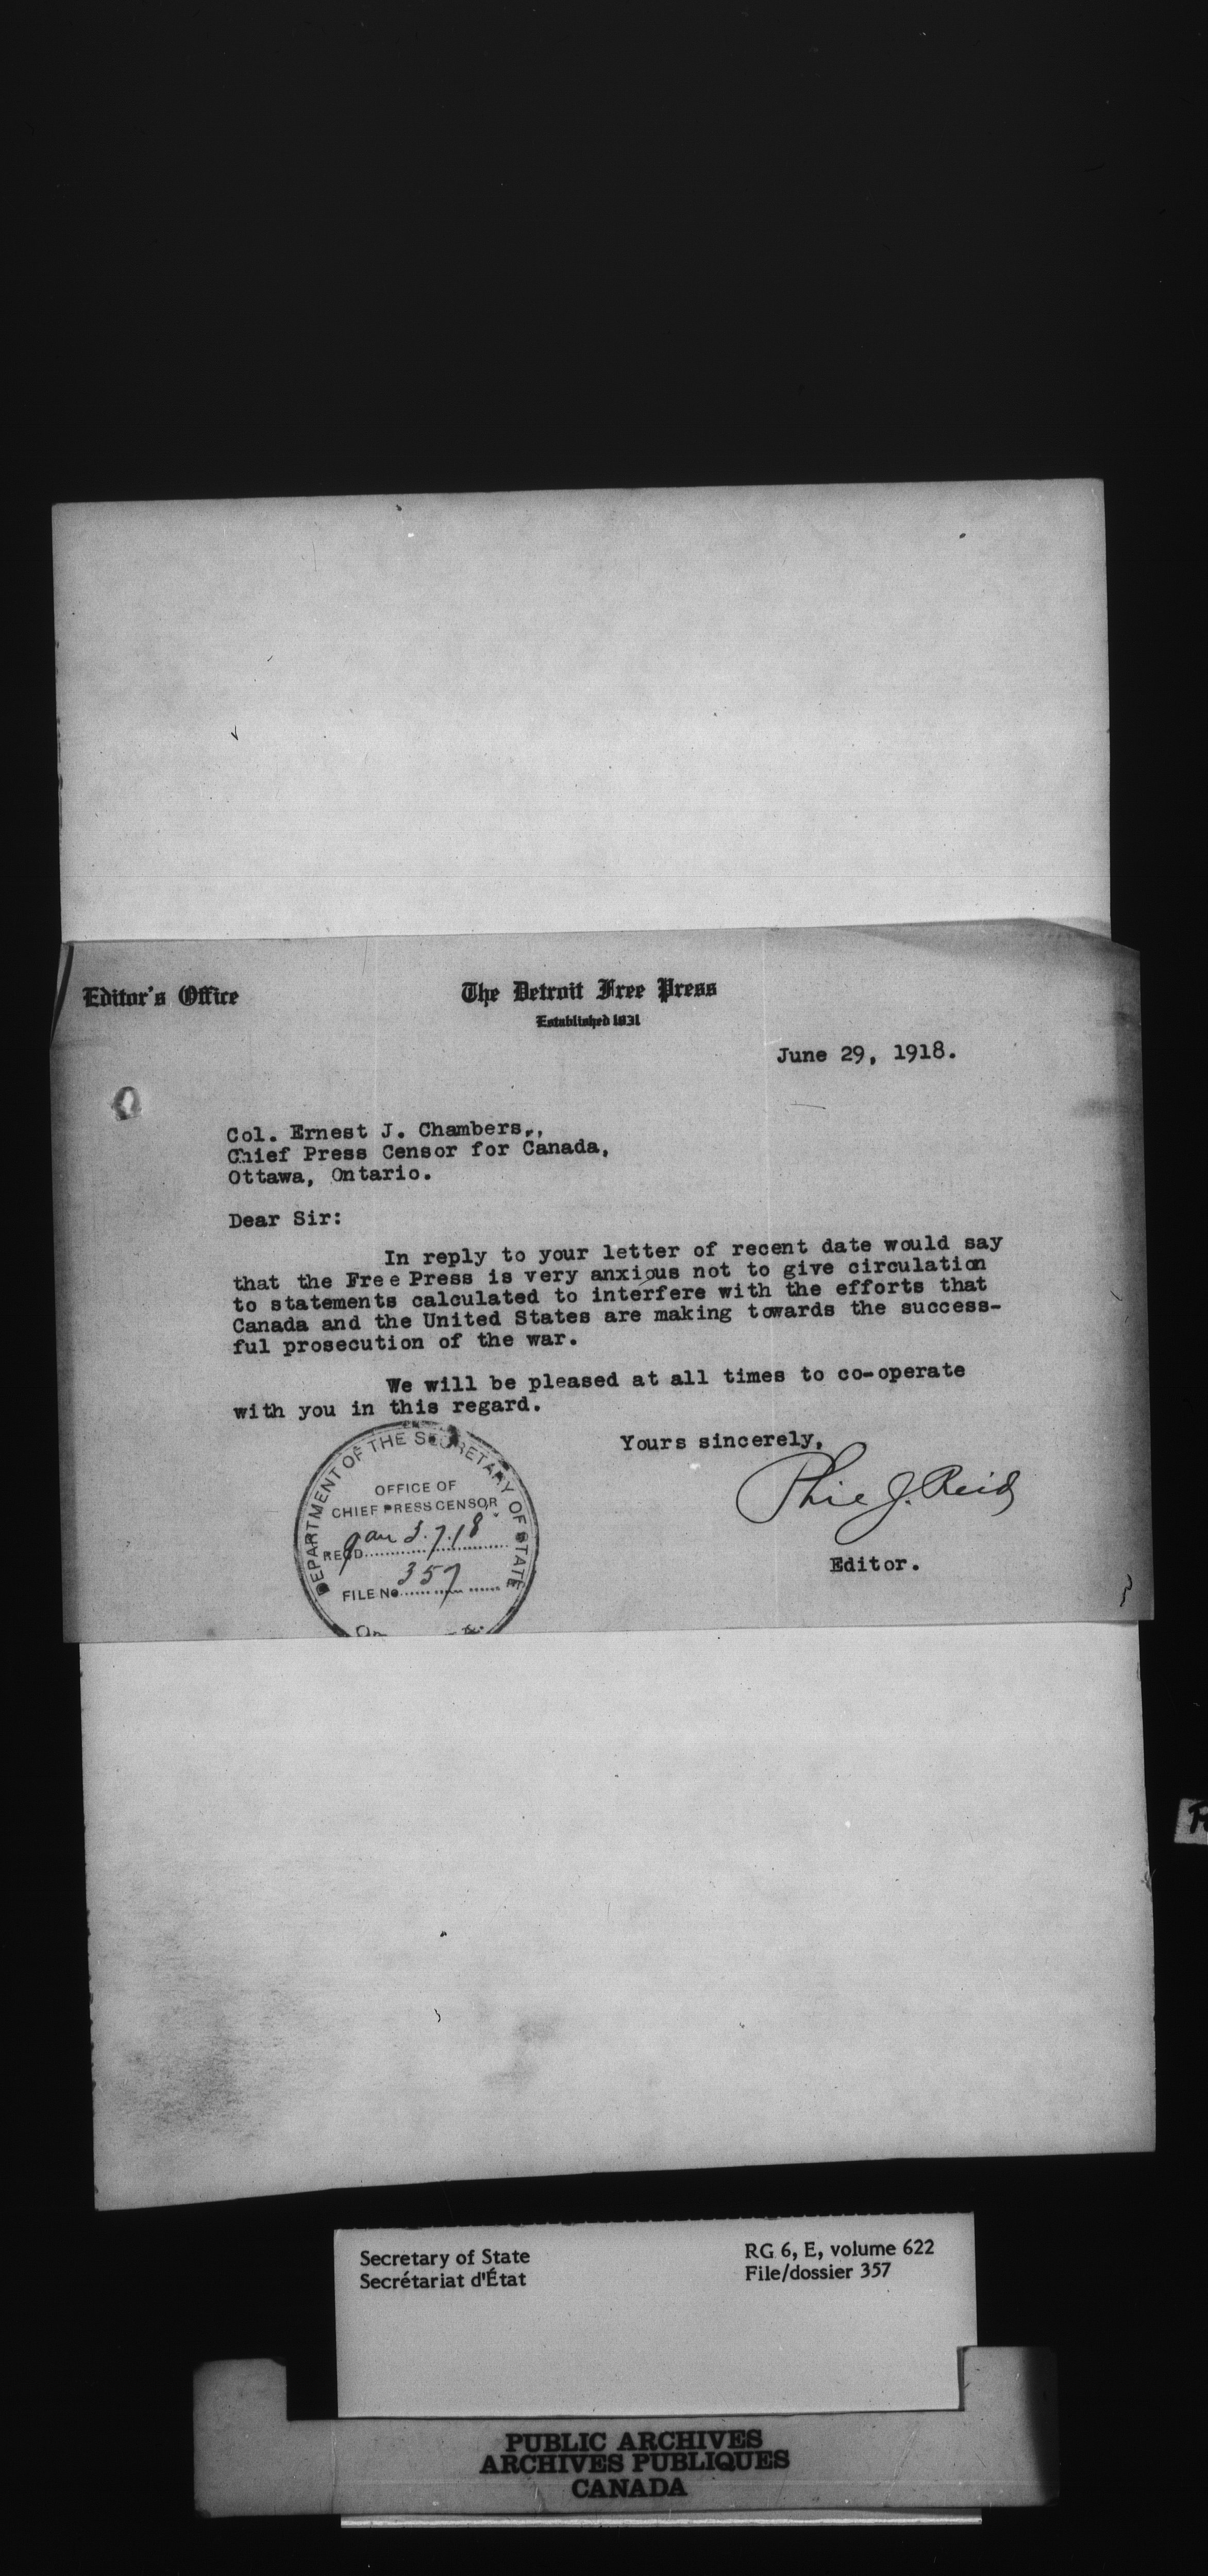 Editor's Office
The Detroit Free Press
Established 1831
June 29, 1918.
Col. Ernest J. Chambers,,
Chief Press Censor for Canada,
Ottawa, Ontario.
Dear Sir:
In reply to your letter of recent date would say
that the Free Press is very anxious not to give circulation
to statements calculated to interfere with the efforts that
Canada and the United States are making towards the success-
ful prosecution of the war.
We will be pleased at all times to co-operate
with you in this regard.
Yours sincerely,
Phil J. Reid
Editor.
DEPARTMENT OF THE SECRETARY OF STATE
OFFICE OF
CHIEF PRESS CENSOR
REC'D 3.7.18
FILE No 357
Secretary of State
Secrétariat d'État
RG 6, E, volume 622
File/dossier 357
PUBLIC ARCHIVES
ARCHIVES PUBLIQUES
CANADA